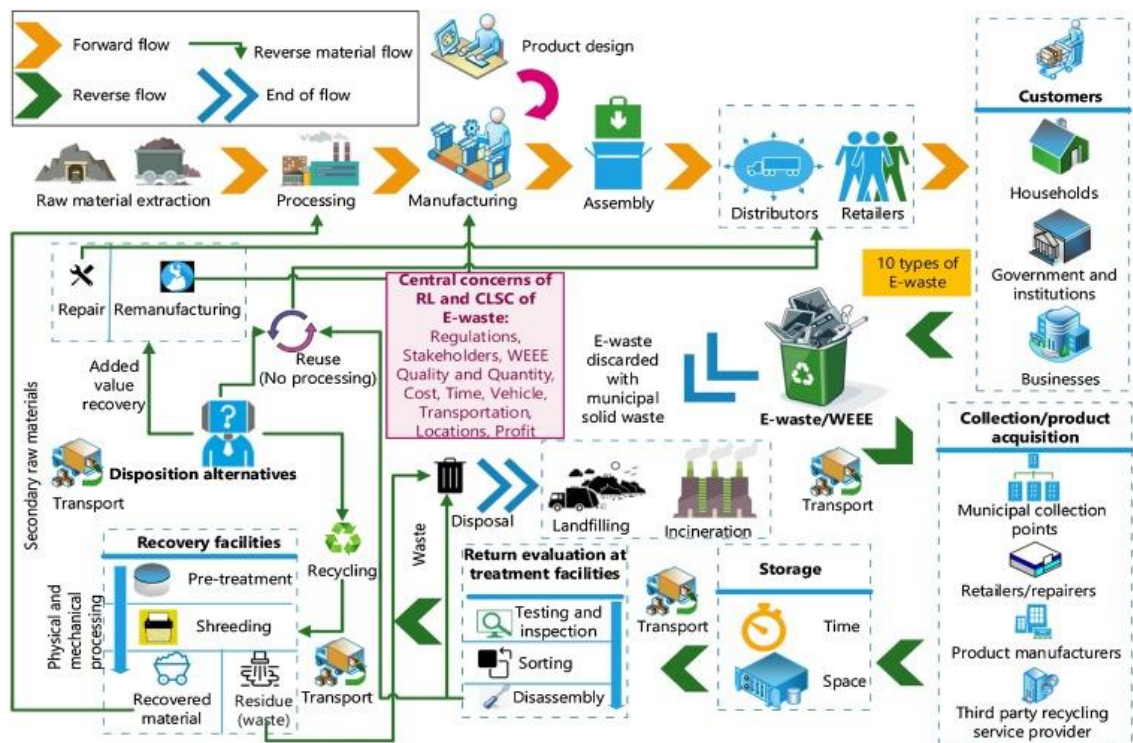 Forward flow
Reverse material flow
Reverse flow
End of flow
Product design
Raw material extraction
Processing
Manufacturing
Assembly
Distributors
Retailers
Customers
Households
Government and
institutions
Businesses
10 types of
E-waste
Repair
Remanufacturing
Central concerns of
RL and CLSC of
E-waste:
Regulations,
Stakeholders, WEEE
Quality and Quantity,
Cost, Time, Vehicle,
Transportation,
Locations, Profit
Reuse
(No processing)
Added
value
recovery
?
Disposition alternatives
Secondary raw materials
Transport
E-waste
discarded
with
municipal
solid waste
E-waste/WEEE
Transport
Collection/product
acquisition
Municipal collection
points
Retailers/repairers
Product manufacturers
Third party recycling
service provider
Waste
Disposal
Landfilling
Incineration
Recycling
Recovery facilities
Pre-treatment
Shreeding
Recovered
material
Residue
(waste)
Physical and
mechanical
processing
Transport
Return evaluation at
treatment facilities
Testing and
inspection
Sorting
Disassembly
Transport
Storage
Time
Space